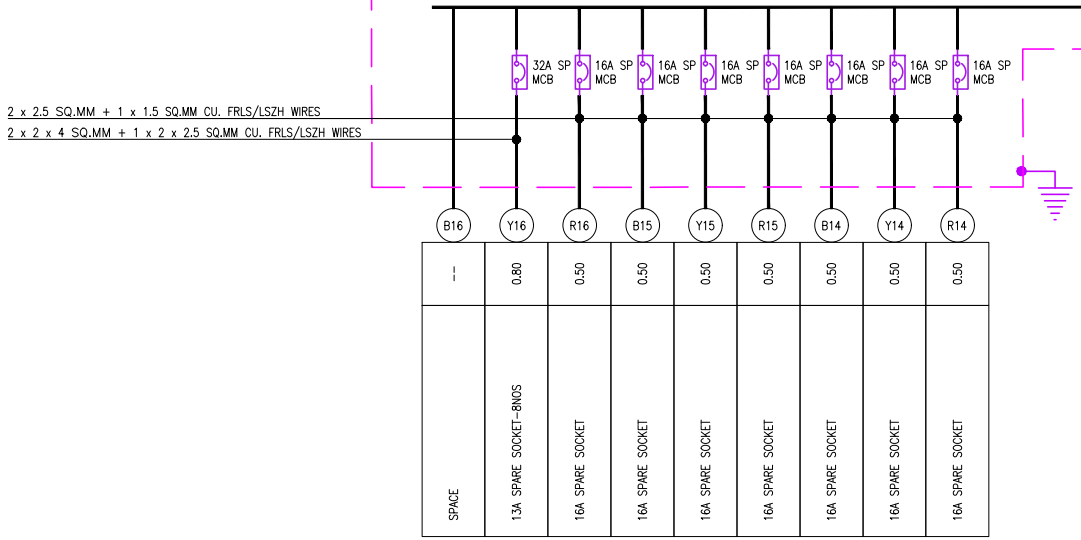 32A SP
MCB
16A SP
MCB
16A SP
MCB
16A SP
MCB
16A SP
MCB
16A SP
MCB
16A SP
MCB
16A SP
MCB
2 x 2.5 SQ.MM + 1 x 1.5 SQ.MM CU. FRLS/LSZH WIRES
2 x 2 x 4 SQ.MM + 1 x 2 x 2.5 SQ.MM CU. FRLS/LSZH WIRES
B16
Y16
R16
B15
Y15
R15
B14
Y14
R14
--
0.80
0.50
0.50
0.50
0.50
0.50
0.50
0.50
SPACE
13A SPARE SOCKET-8NOS
16A SPARE SOCKET
16A SPARE SOCKET
16A SPARE SOCKET
16A SPARE SOCKET
16A SPARE SOCKET
16A SPARE SOCKET
16A SPARE SOCKET